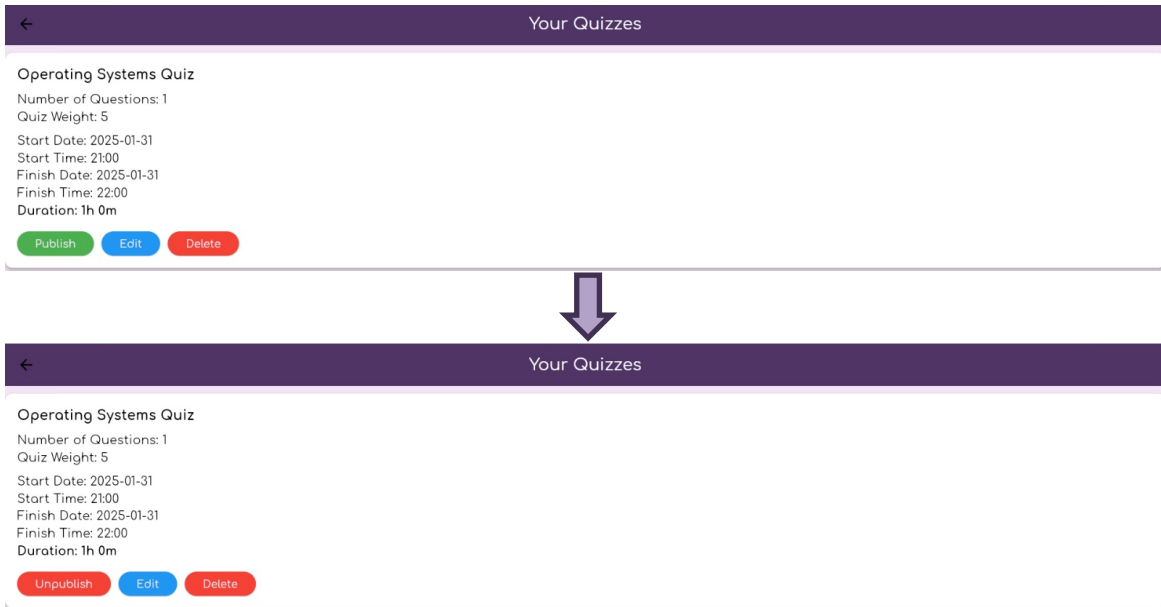 Your Quizzes
Operating Systems Quiz
Number of Questions: 1
Quiz Weight: 5
Start Date: 2025-01-31
Start Time: 21:00
Finish Date: 2025-01-31
Finish Time: 22:00
Duration: 1h 0m
Publish Edit Delete
Your Quizzes
Operating Systems Quiz
Number of Questions: 1
Quiz Weight: 5
Start Date: 2025-01-31
Start Time: 21:00
Finish Date: 2025-01-31
Finish Time: 22:00
Duration: 1h 0m
Unpublish Edit Delete